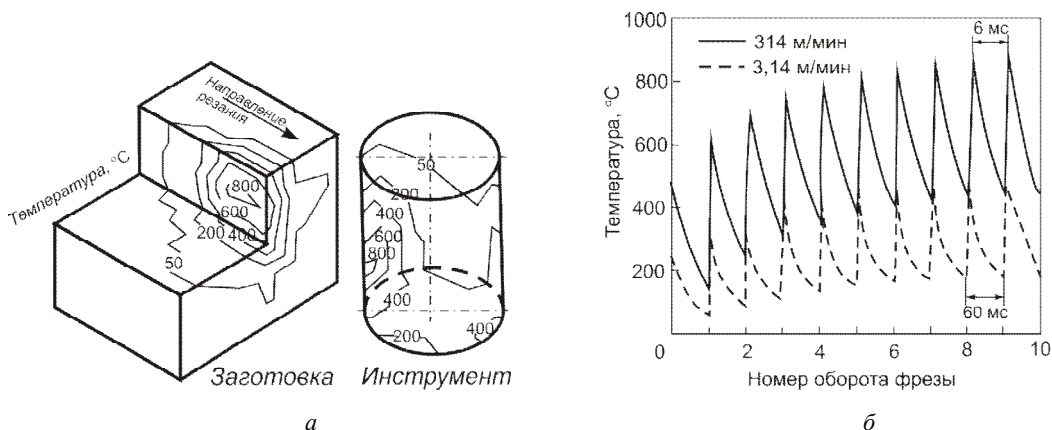 Направление
резания
Температура, °С
800
600
400
200
50
50
200
400
600
800
400
200
400
Заготовка
Инструмент
а
1000
800
600
400
200
0
2
4
6
8
10
Температура, °С
314 м/мин
3,14 м/мин
6 мс
60 мс
Номер оборота фрезы
б